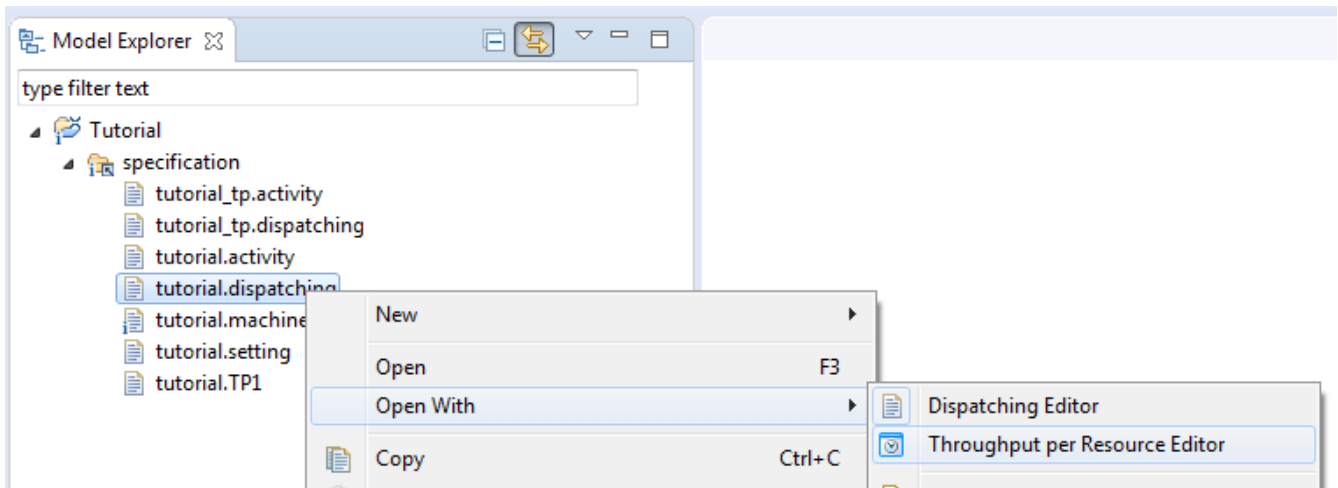 Model Explorer
type filter text
Tutorial
specification
tutorial_tp.activity
tutorial_tp.dispatching
tutorial.activity
tutorial.dispatching
tutorial.machine
tutorial.setting
tutorial.TP1
New
Open F3
Open With
Copy Ctrl+C
Dispatching Editor
Throughput per Resource Editor